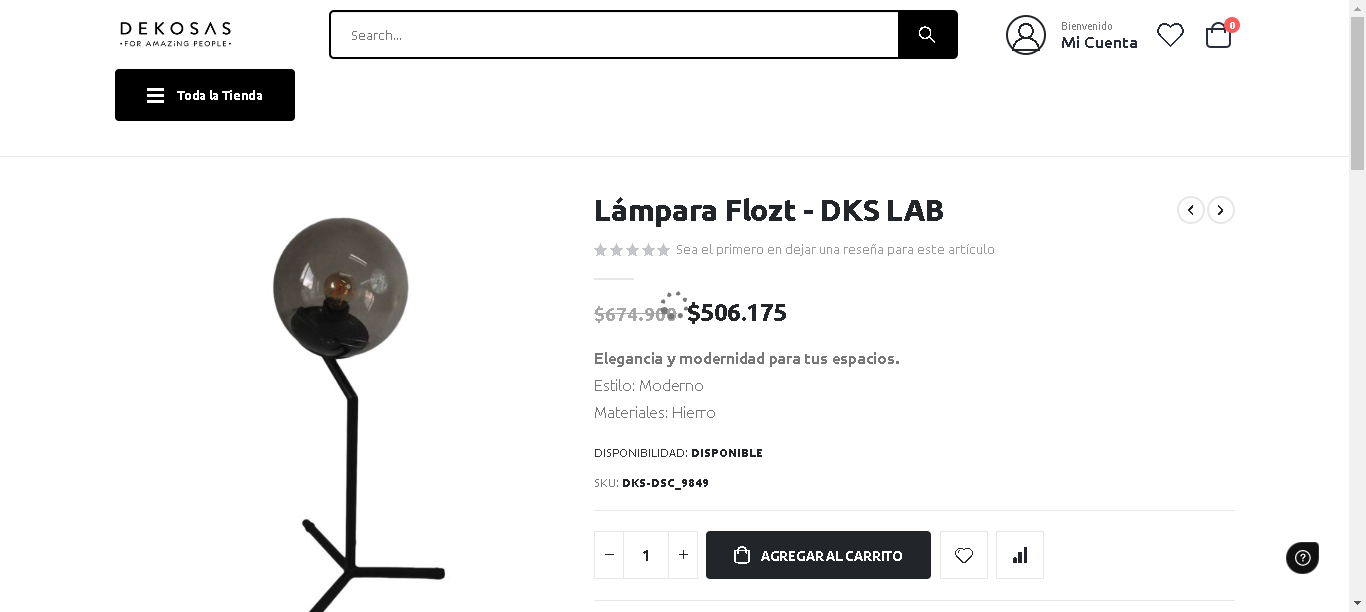 DEKOSAS
•FOR AMAZING PEOPLE•
Search...
Bienvenido
Mi Cuenta
0
Toda la Tienda
Lámpara Flozt - DKS LAB
Sea el primero en dejar una reseña para este artículo
$674.900 $506.175
Elegancia y modernidad para tus espacios.
Estilo: Moderno
Materiales: Hierro
DISPONIBILIDAD: DISPONIBLE
SKU: DKS-DSC_9849
− 1 + AGREGAR AL CARRITO